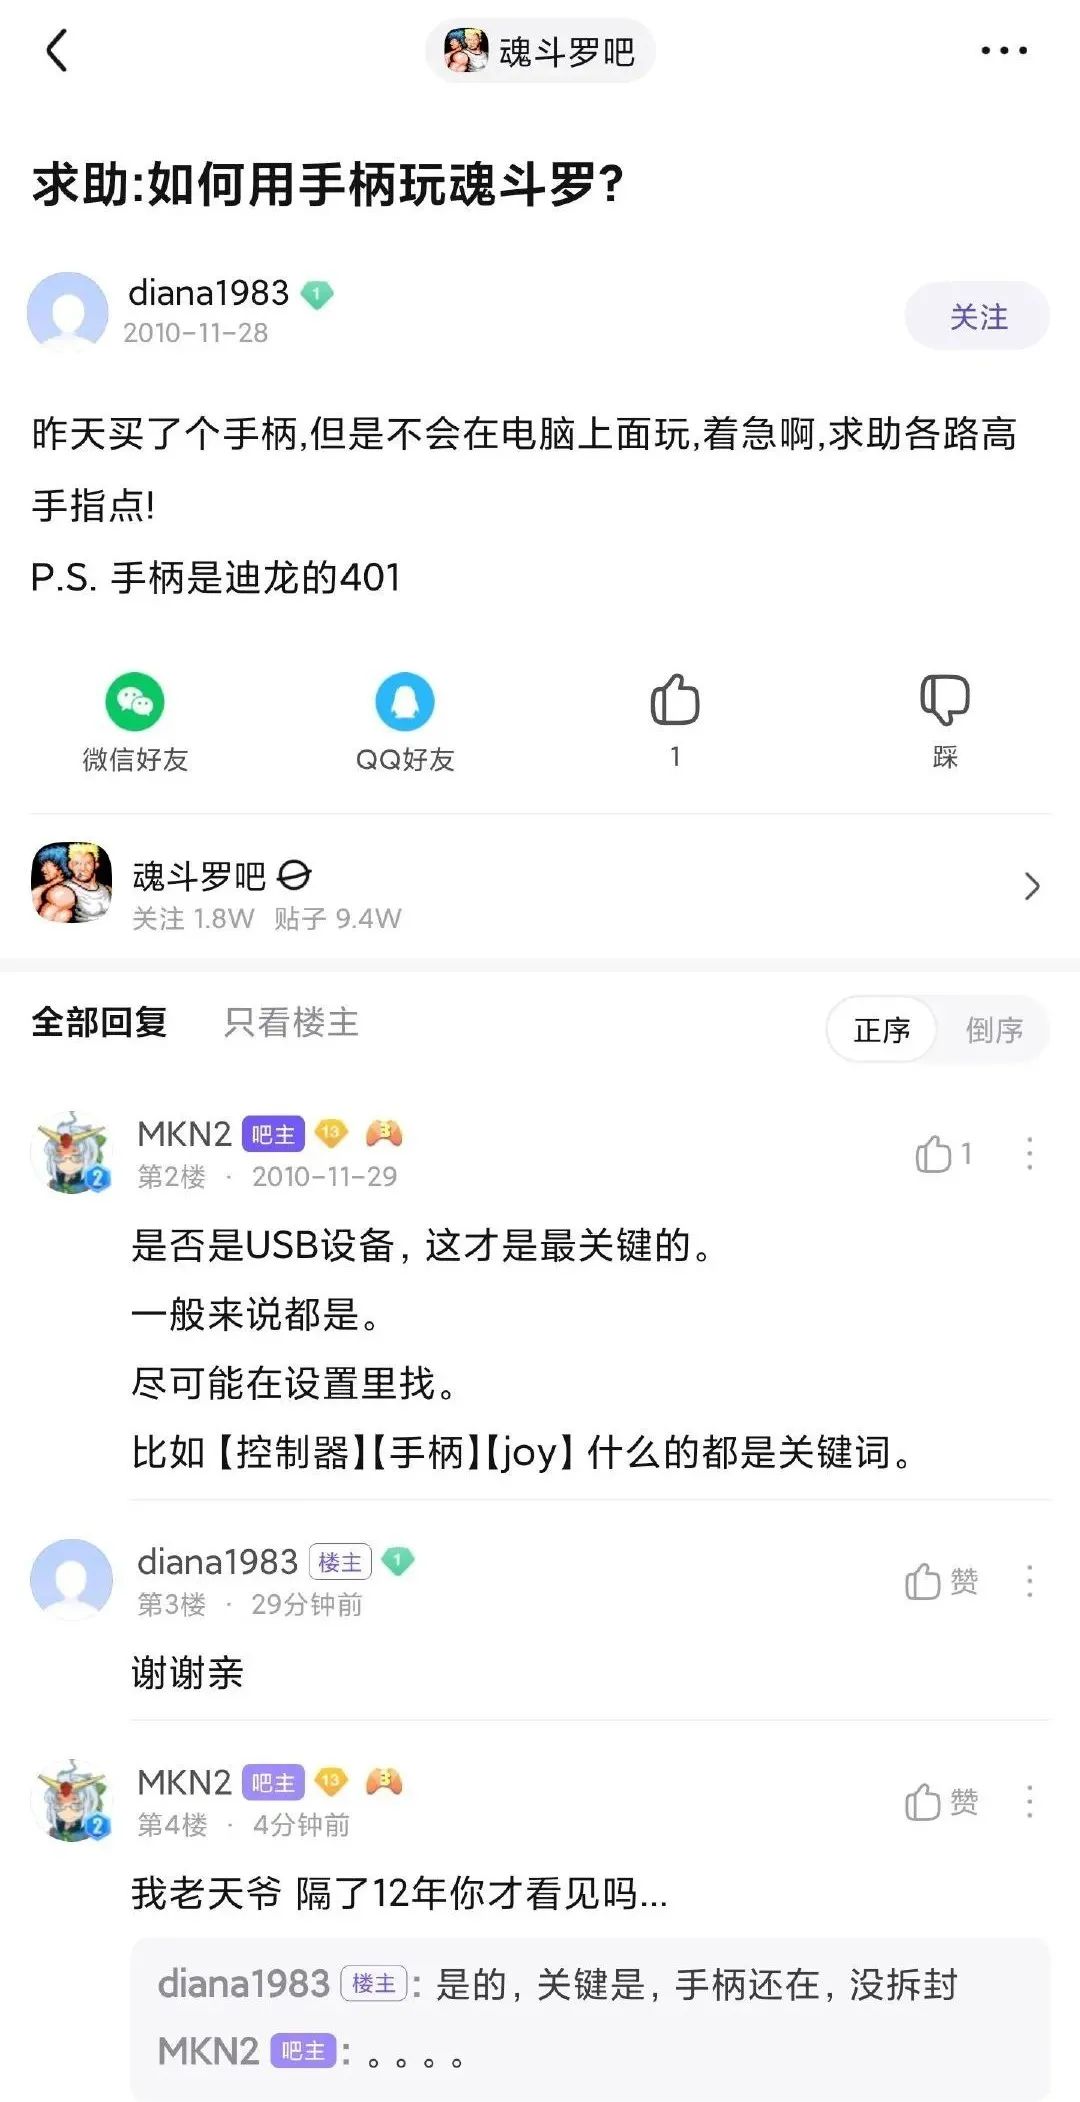 魂斗罗吧
求助:如何用手柄玩魂斗罗?
diana1983 1
2010-11-28
关注
昨天买了个手柄,但是不会在电脑上面玩,着急啊,求助各路高
手指点!
P.S. 手柄是迪龙的401
微信好友 QQ好友 1 踩
魂斗罗吧
关注 1.8W 贴子 9.4W
全部回复 只看楼主 正序 倒序
MKN2 吧主 13 3
2 第2楼 · 2010-11-29 1
是否是USB设备，这才是最关键的。
一般来说都是。
尽可能在设置里找。
比如【控制器】【手柄】【joy】什么的都是关键词。
diana1983 楼主 1
第3楼 · 29分钟前 赞
谢谢亲
MKN2 吧主 13 3
2 第4楼 · 4分钟前 赞
我老天爷 隔了12年你才看见吗...
diana1983 楼主: 是的，关键是，手柄还在，没拆封
MKN2 吧主: 。。。。